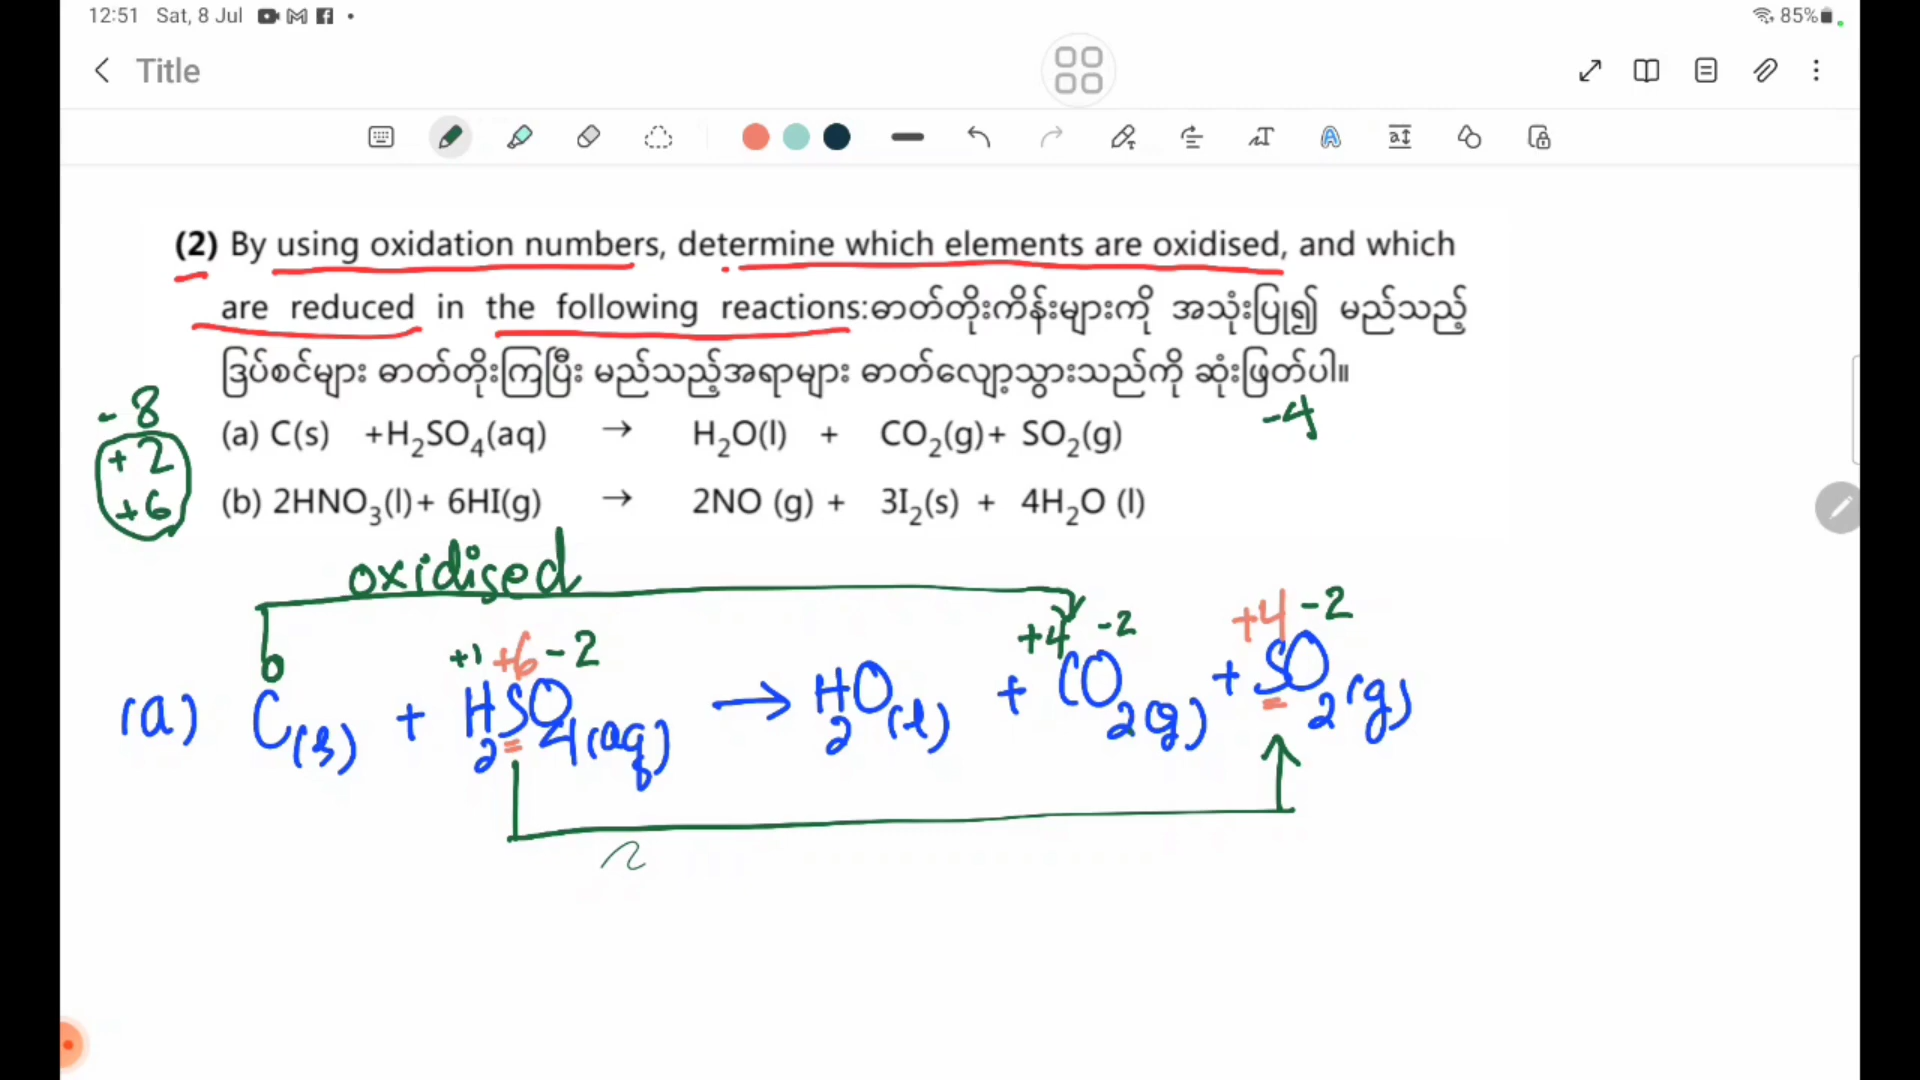 12:51 Sat, 8 Jul
85%
Title
(2) By using oxidation numbers, determine which elements are oxidised, and which
are reduced in the following reactions:ဓာတ်တိုးကိန်းများကို အသုံးပြု၍ မည်သည့်
ဒြပ်စင်များ ဓာတ်တိုးကြပြီး မည်သည့်အရာများ ဓာတ်လျော့သွားသည်ကို ဆုံးဖြတ်ပါ။
-8
+2
+6
-4
(a) C(s) +H₂SO₄(aq) → H₂O(l) + CO₂(g)+ SO₂(g)
(b) 2HNO₃(l)+ 6HI(g) → 2NO (g) + 3I₂(s) + 4H₂O (l)
oxidised
0 +1 +6 -2 +4 -2 +4 -2
(a) C(s) + H₂SO₄(aq) → H₂O(l) + CO₂(g) + SO₂(g)